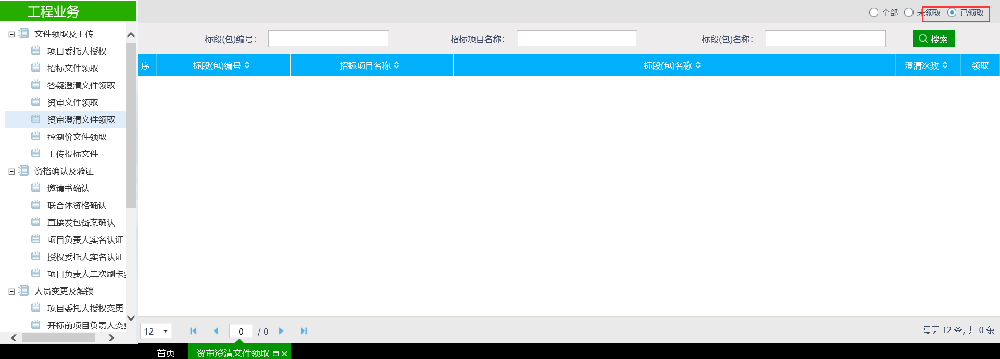 工程业务
全部 未领取 已领取
文件领取及上传
项目委托人授权
招标文件领取
答疑澄清文件领取
资审文件领取
资审澄清文件领取
控制价文件领取
上传投标文件
资格确认及验证
邀请书确认
联合体资格确认
直接发包备案确认
项目负责人实名认证
授权委托人实名认证
项目负责人二次刷卡
人员变更及解锁
项目委托人授权变更
开标前项目负责人变
标段(包)编号: 招标项目名称: 标段(包)名称: 搜索
序 标段(包)编号 招标项目名称 标段(包)名称 澄清次数 领取
12 0 / 0 每页 12 条, 共 0 条
首页 资审澄清文件领取